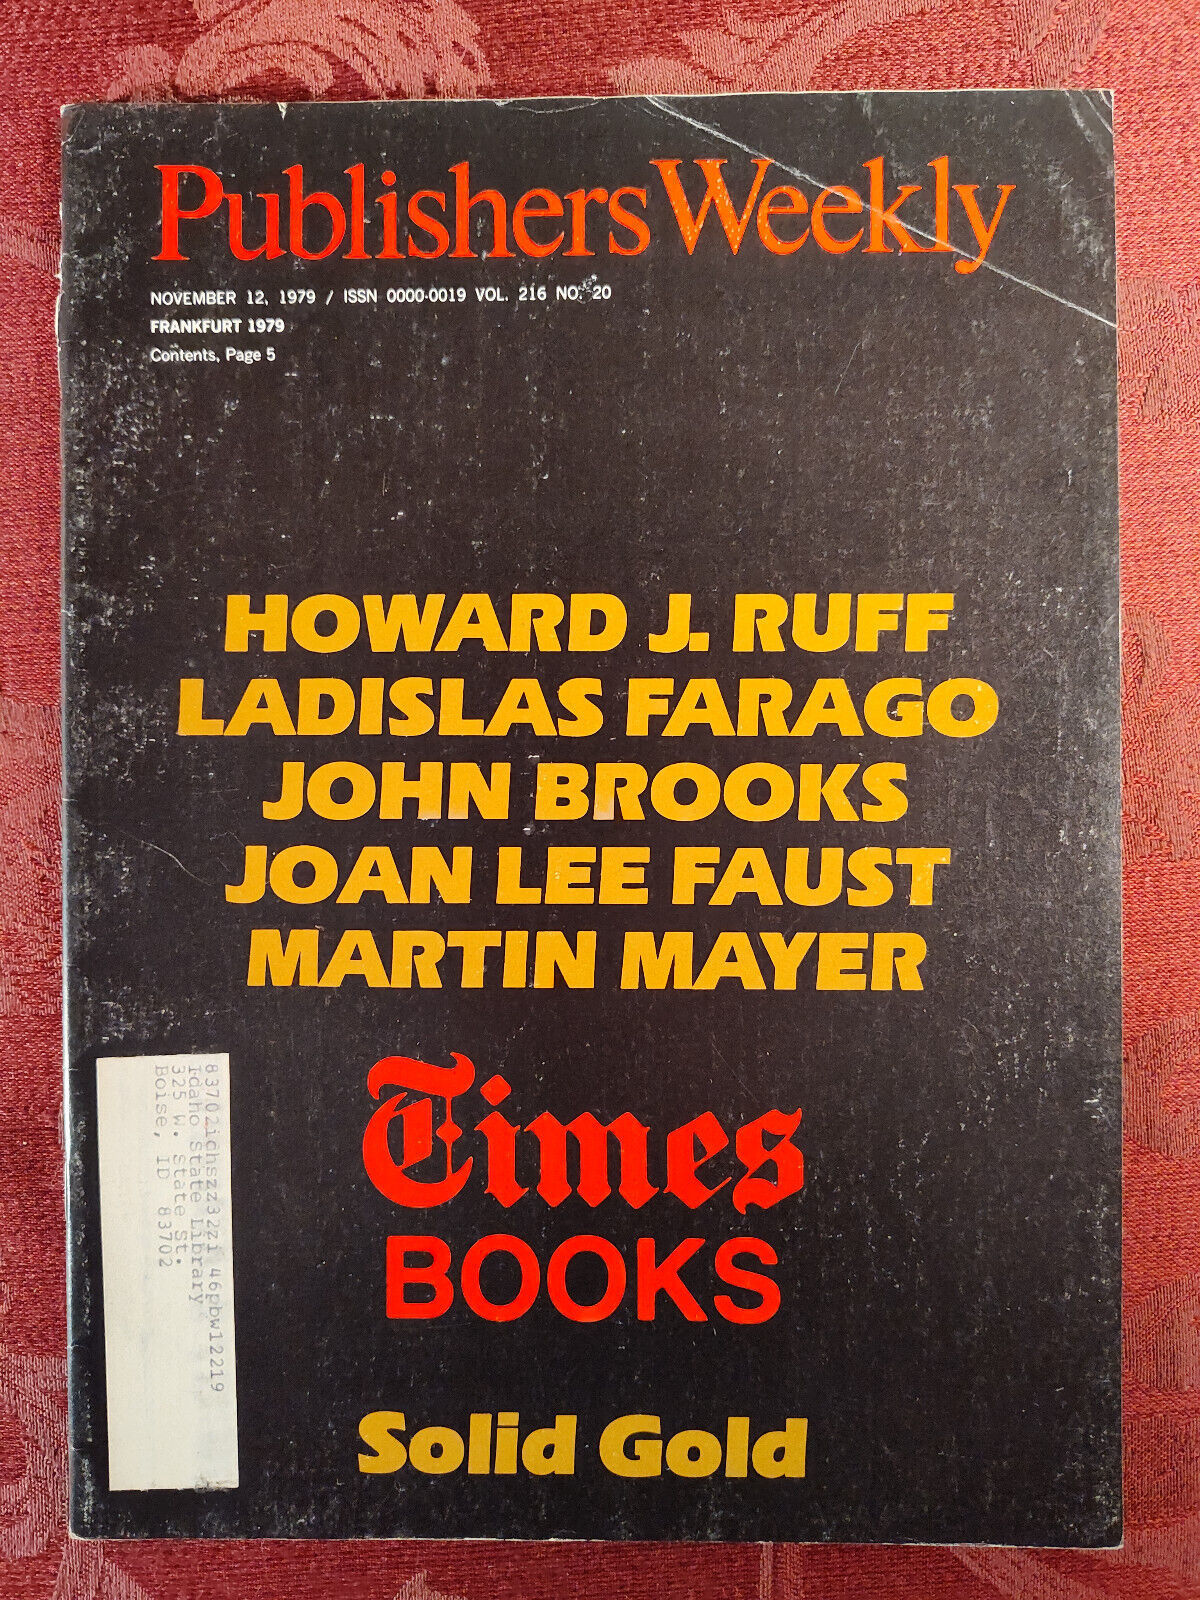 Publishers Weekly
NOVEMBER 12, 1979 / ISSN 0000-0019 VOL. 216 NO. 20
FRANKFURT 1979
Contents, Page 5
HOWARD J. RUFF
LADISLAS FARAGO
JOHN BROOKS
JOAN LEE FAUST
MARTIN MAYER
Times
BOOKS
Solid Gold
83702ichszz32zi 46pbw12219
Idaho State Library
325 W. State St.
Boise, ID 83702